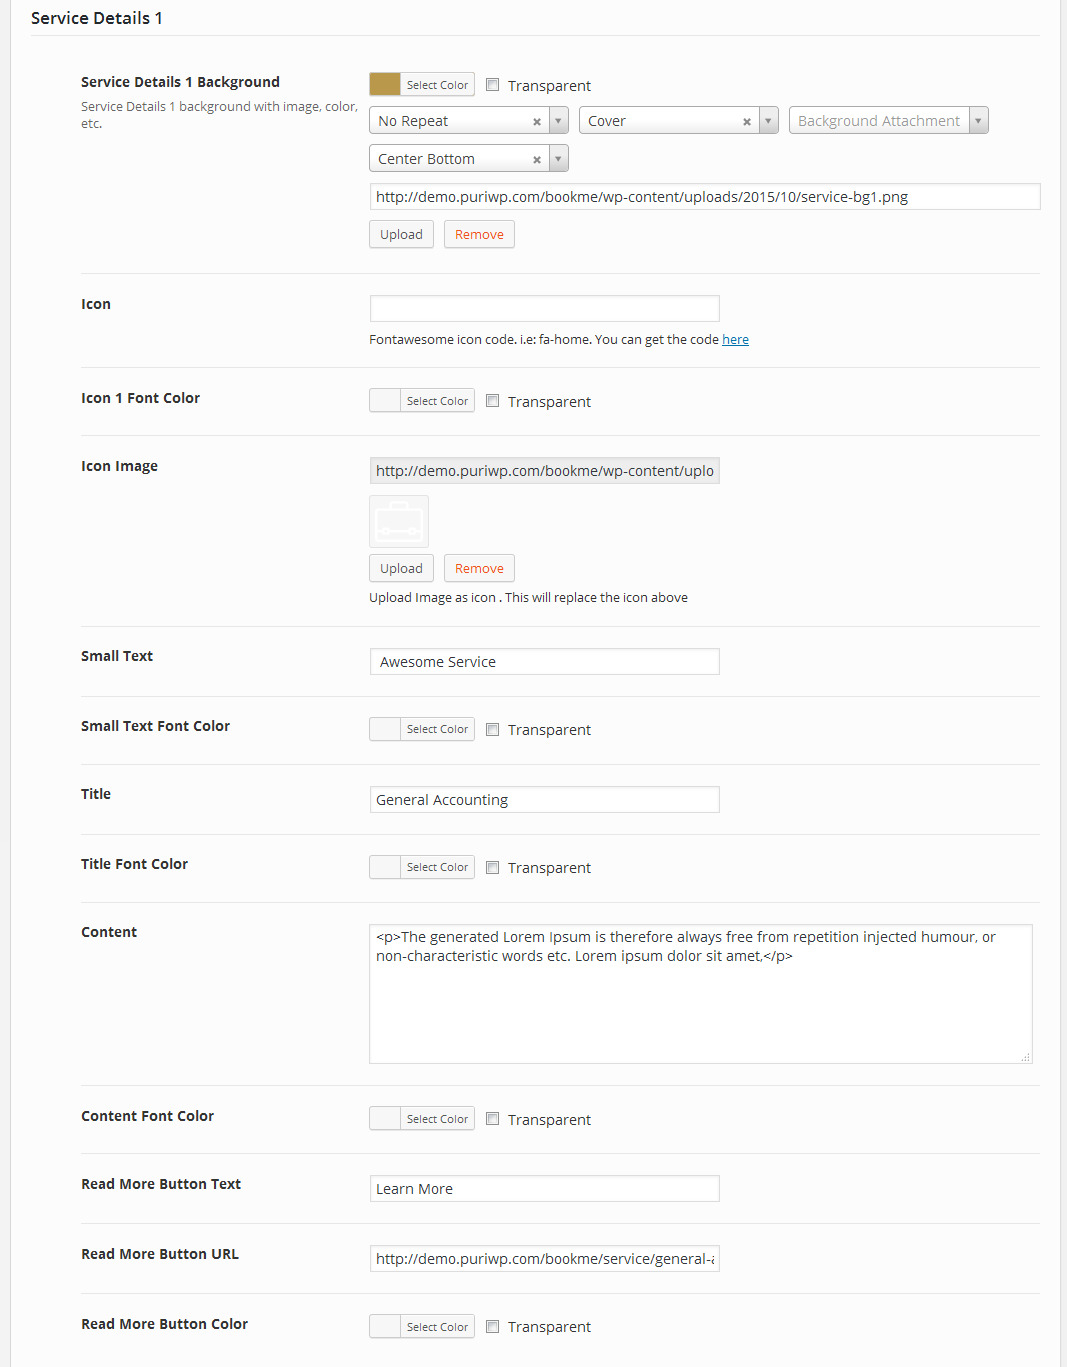 Service Details 1
Service Details 1 Background
Service Details 1 background with image, color,
etc.
Select Color
Transparent
No Repeat
Cover
Background Attachment
Center Bottom
http://demo.puriwp.com/bookme/wp-content/uploads/2015/10/service-bg1.png
Upload
Remove
Icon
Fontawesome icon code. i.e: fa-home. You can get the code here
Icon 1 Font Color
Select Color
Transparent
Icon Image
http://demo.puriwp.com/bookme/wp-content/uplo
Upload
Remove
Upload Image as icon . This will replace the icon above
Small Text
Awesome Service
Small Text Font Color
Select Color
Transparent
Title
General Accounting
Title Font Color
Select Color
Transparent
Content
<p>The generated Lorem Ipsum is therefore always free from repetition injected humour, or
non-characteristic words etc. Lorem ipsum dolor sit amet,</p>
Content Font Color
Select Color
Transparent
Read More Button Text
Learn More
Read More Button URL
http://demo.puriwp.com/bookme/service/general-a
Read More Button Color
Select Color
Transparent